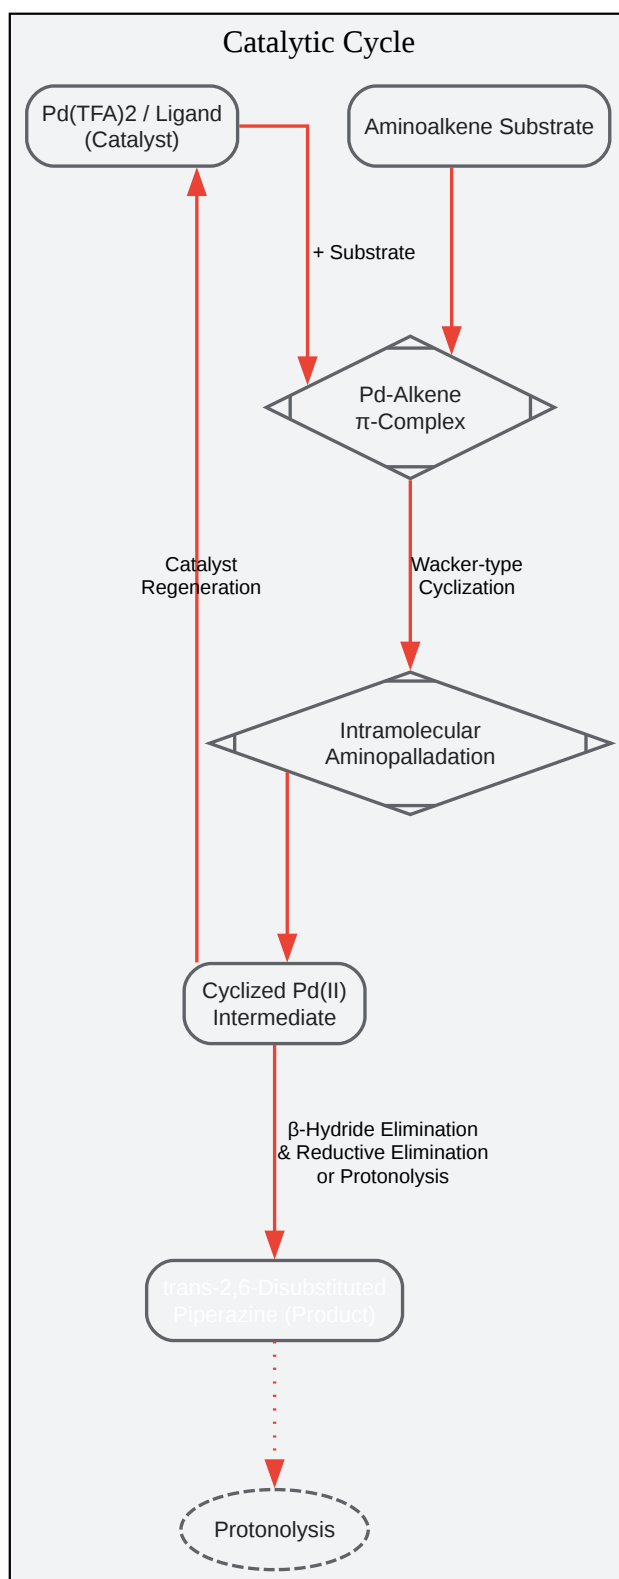 Catalytic Cycle
Pd(TFA)2 / Ligand
(Catalyst)
Aminoalkene Substrate
+ Substrate
Pd-Alkene
π-Complex
Catalyst
Regeneration
Wacker-type
Cyclization
Intramolecular
Aminopalladation
Cyclized Pd(II)
Intermediate
β-Hydride Elimination
& Reductive Elimination
or Protonolysis
trans-2,6-Disubstituted
Piperazine (Product)
Protonolysis